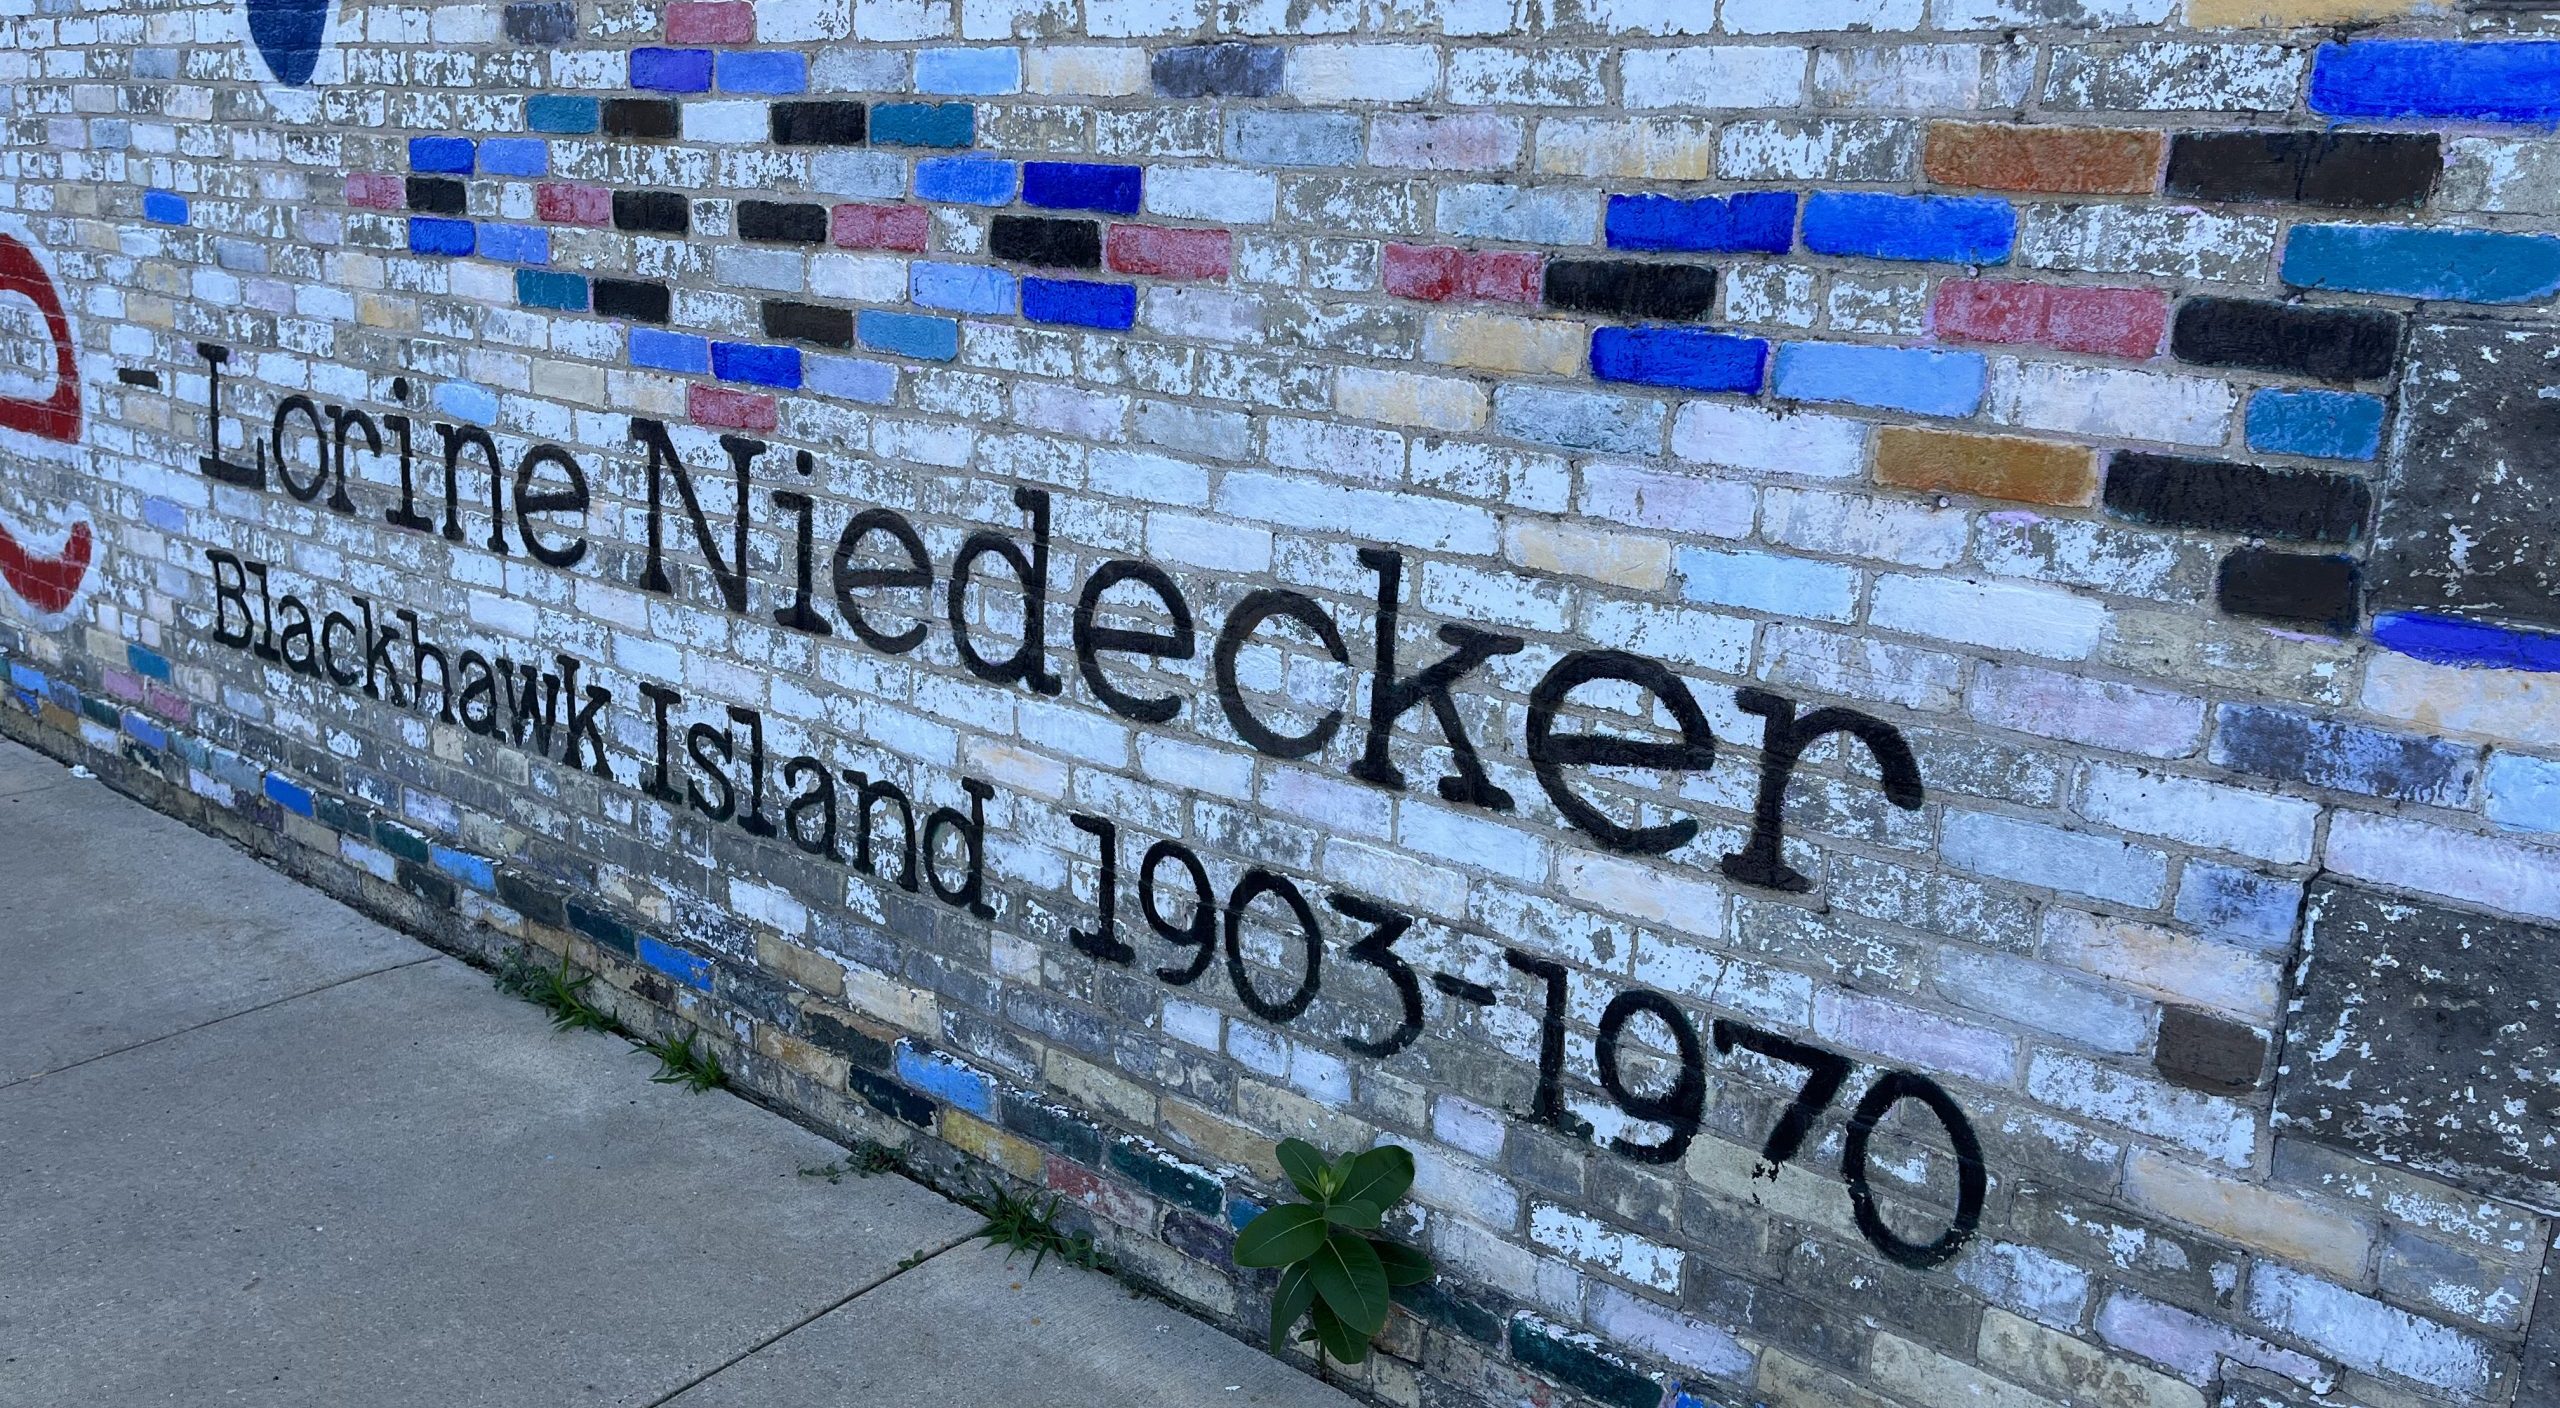 -Lorine Niedecker
Blackhawk Island 1903-1970